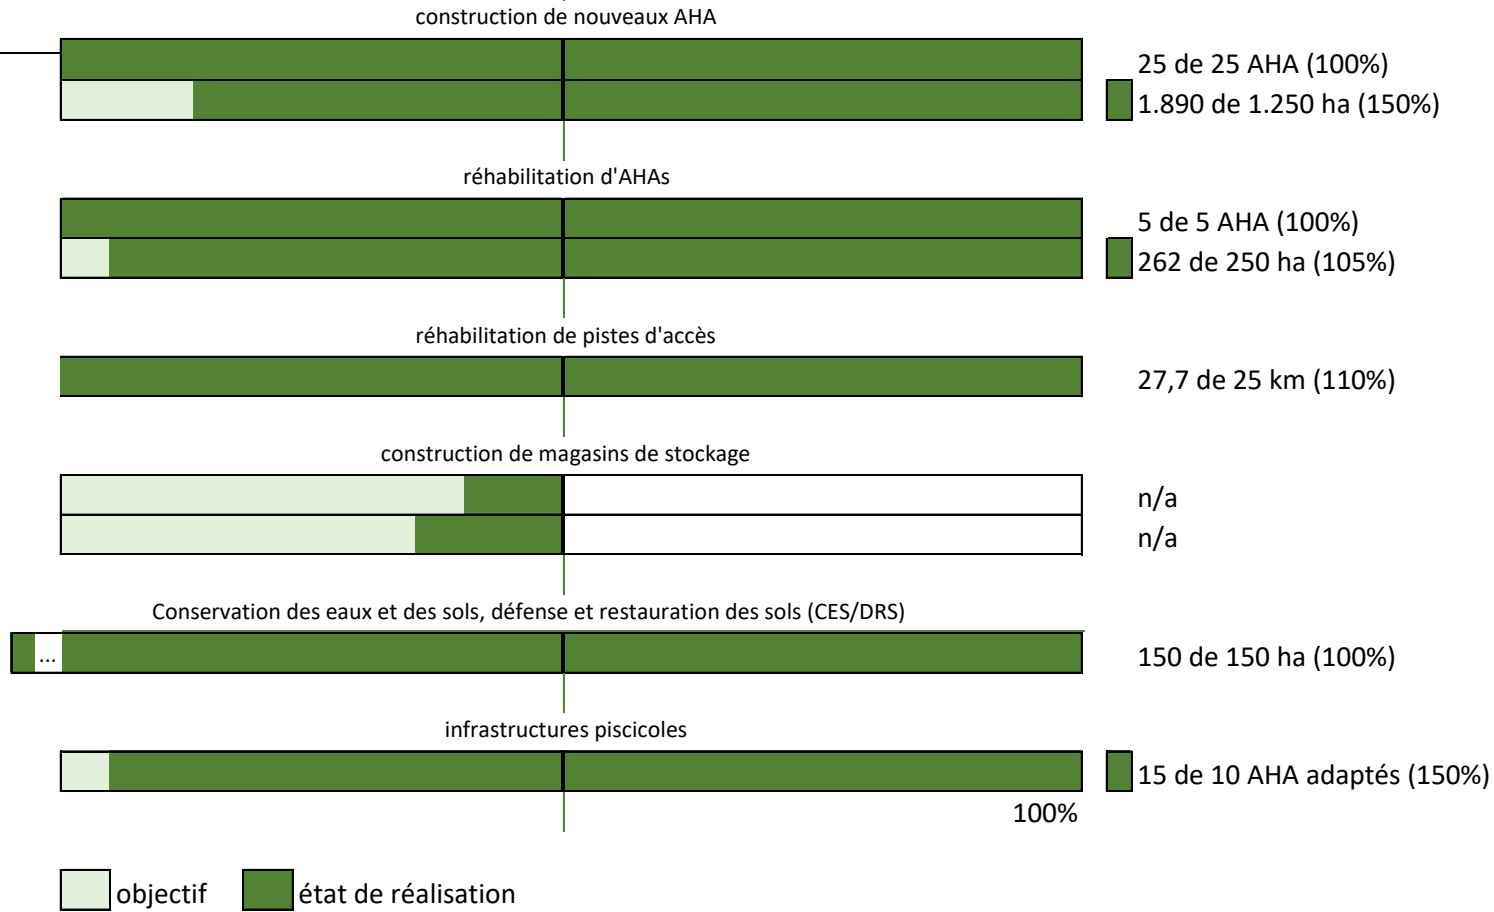 construction de nouveaux AHA
25 de 25 AHA (100%)
1.890 de 1.250 ha (150%)
réhabilitation d'AHAs
5 de 5 AHA (100%)
262 de 250 ha (105%)
réhabilitation de pistes d'accès
27,7 de 25 km (110%)
construction de magasins de stockage
n/a
n/a
Conservation des eaux et des sols, défense et restauration des sols (CES/DRS)
...
150 de 150 ha (100%)
infrastructures piscicoles
15 de 10 AHA adaptés (150%)
100%
objectif
état de réalisation